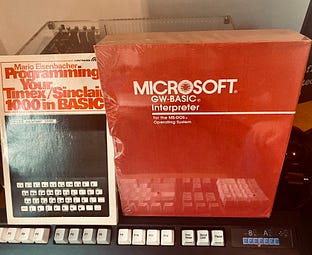 Mario Eisenbacher
Programming
Your
Timex/Sinclair
1000 in BASIC
MICROSOFT
GW-BASIC®
Interpreter
for the MS-DOS®
Operating System
B: A: